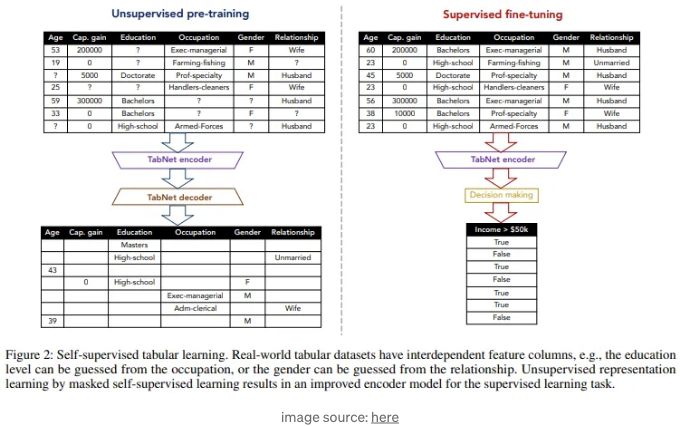 Unsupervised pre-training
Age Cap. gain Education Occupation Gender Relationship
53 200000 ? Exec-managerial F Wife
19 0 ? Farming-fishing M ?
? 5000 Doctorate Prof-specialty M Husband
25 ? ? Handlers-cleaners F Wife
59 300000 Bachelors ? ? Husband
33 0 Bachelors ? F ?
? 0 High-school Armed-Forces ? Husband
TabNet encoder
TabNet decoder
Age Cap. gain Education Occupation Gender Relationship
Masters
High-school Unmarried
43
0 High-school F
Exec-managerial M
Adm-clerical Wife
39 M
Supervised fine-tuning
Age Cap. gain Education Occupation Gender Relationship
60 200000 Bachelors Exec-managerial M Husband
23 0 High-school Farming-fishing M Unmarried
45 5000 Doctorate Prof-specialty M Husband
23 0 High-school Handlers-cleaners F Wife
56 300000 Bachelors Exec-managerial M Husband
38 10000 Bachelors Prof-specialty F Wife
23 0 High-school Armed-Forces M Husband
TabNet encoder
Decision making
Income > $50k
True
False
True
False
True
True
False
Figure 2: Self-supervised tabular learning. Real-world tabular datasets have interdependent feature columns, e.g., the education
level can be guessed from the occupation, or the gender can be guessed from the relationship. Unsupervised representation
learning by masked self-supervised learning results in an improved encoder model for the supervised learning task.
image source: here